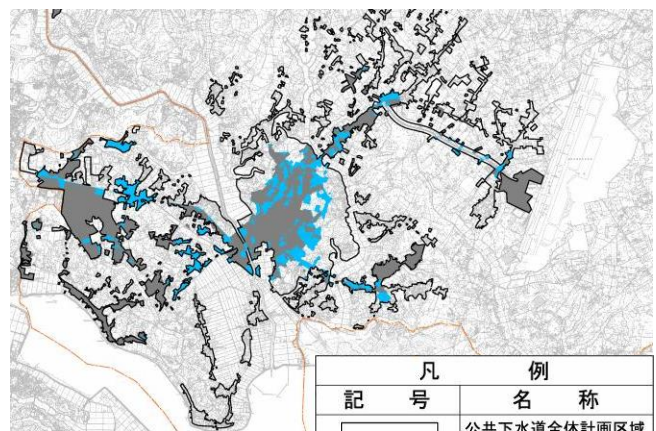 凡 例
記 号 名 称
公共下水道全体計画区域